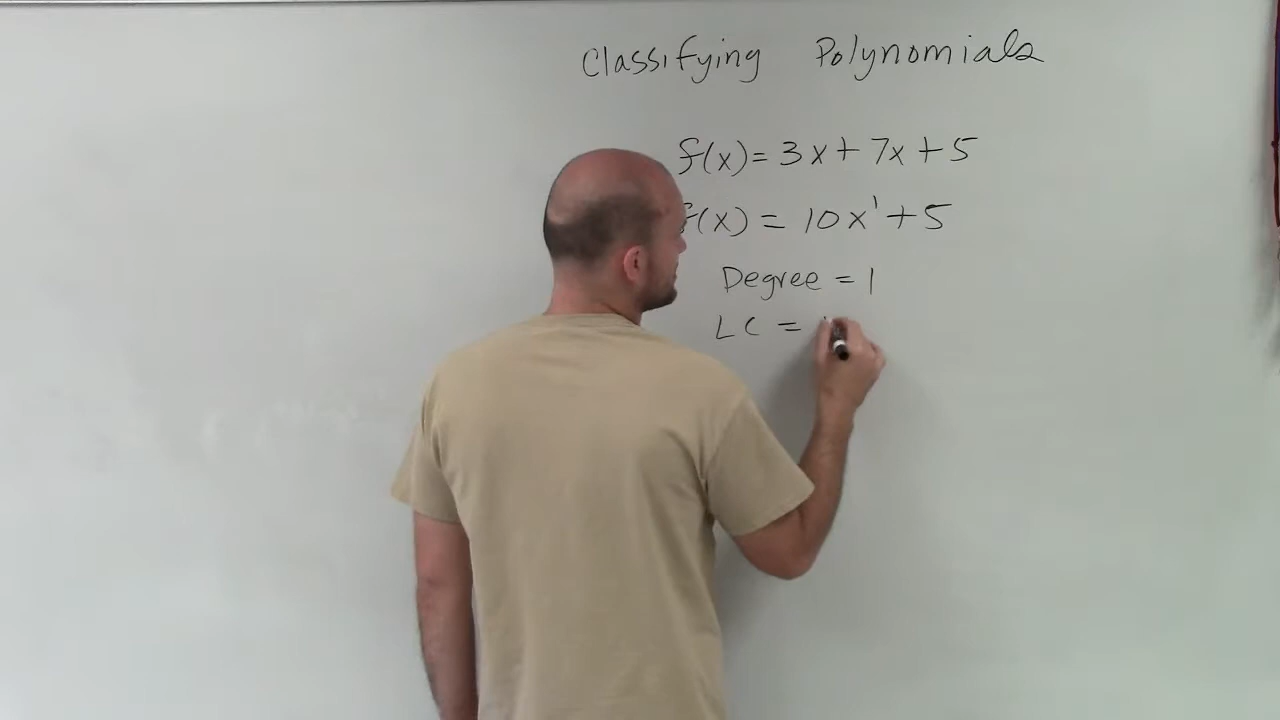 Classifying Polynomials
f(x) = 3x + 7x + 5
f(x) = 10x¹ + 5
Degree = 1
LC =